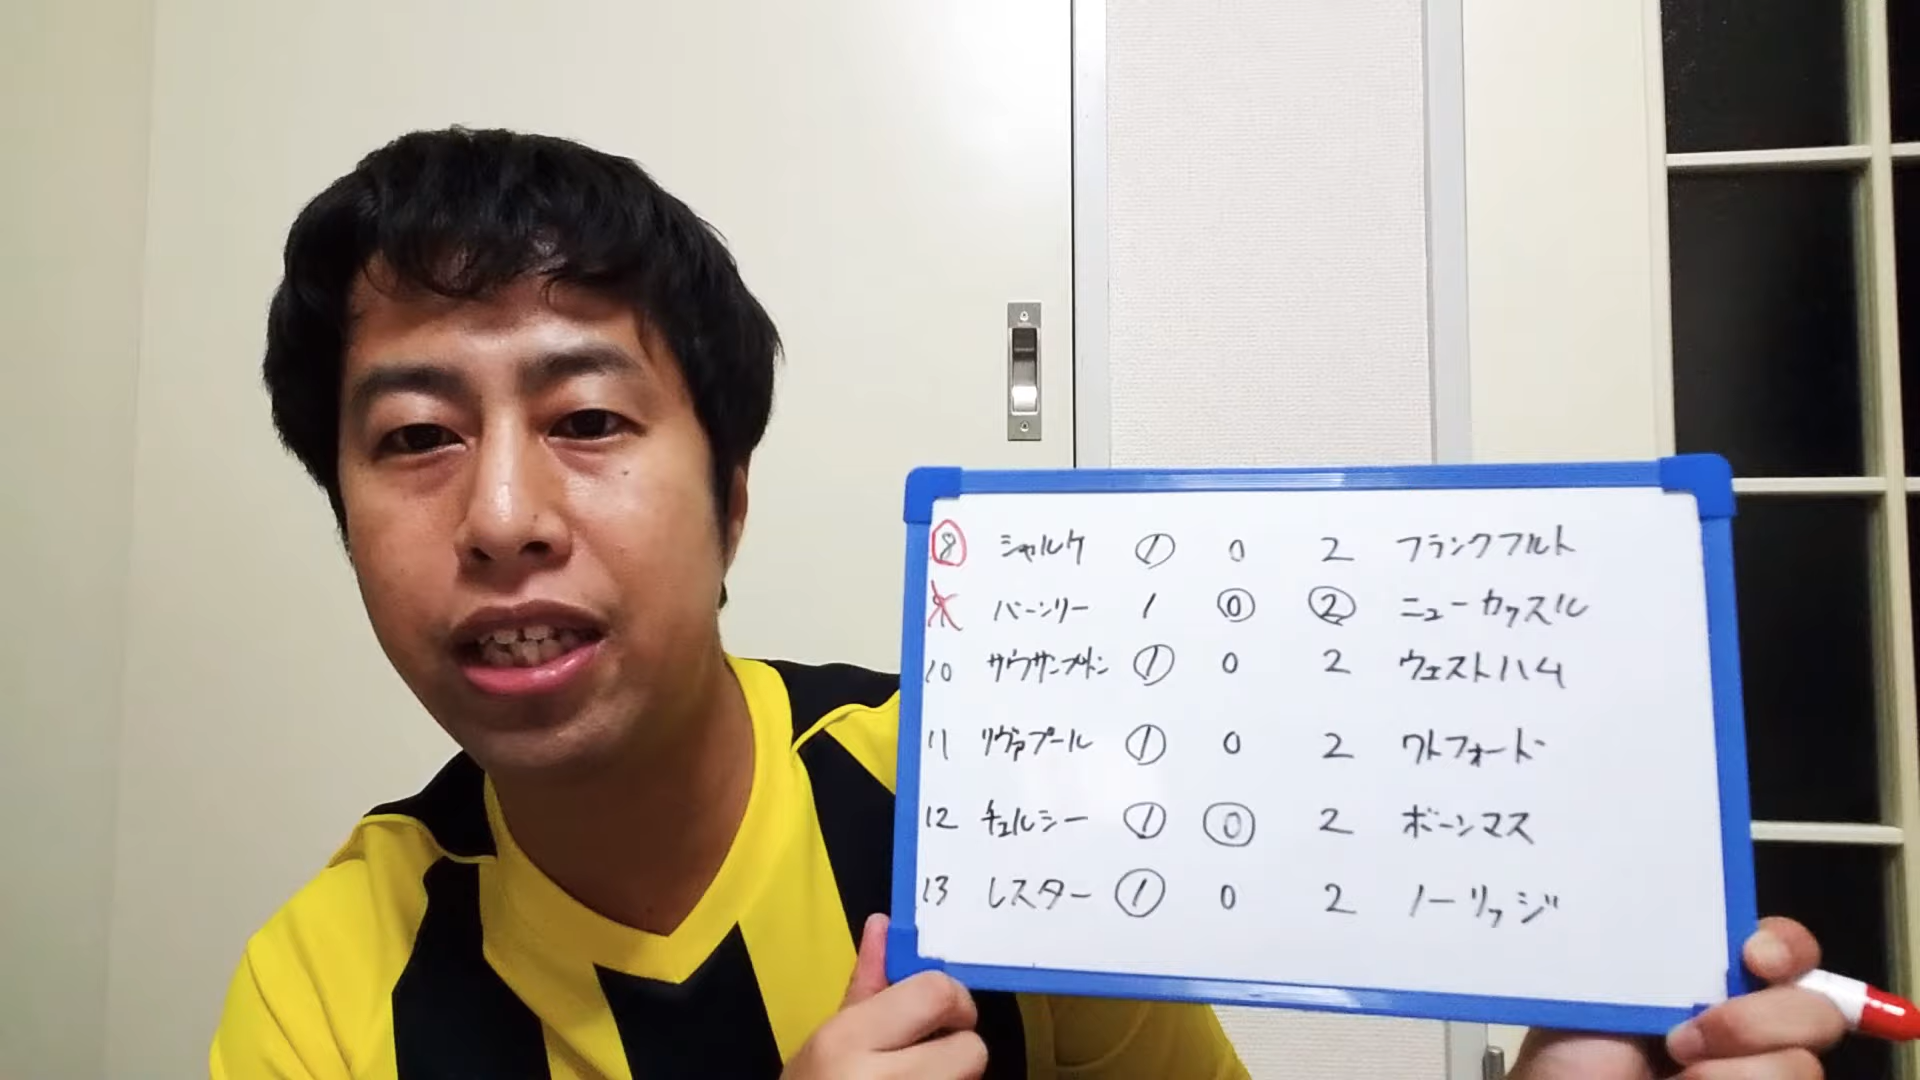 8 シャルケ 1 0 2 フランクフルト
9 バーンリー 1 0 2 ニューカッスル
10 サウサンプトン 1 0 2 ウェストハム
11 リヴァプール 1 0 2 ワトフォード
12 チェルシー 1 0 2 ボーンマス
13 レスター 1 0 2 ノーリッジ